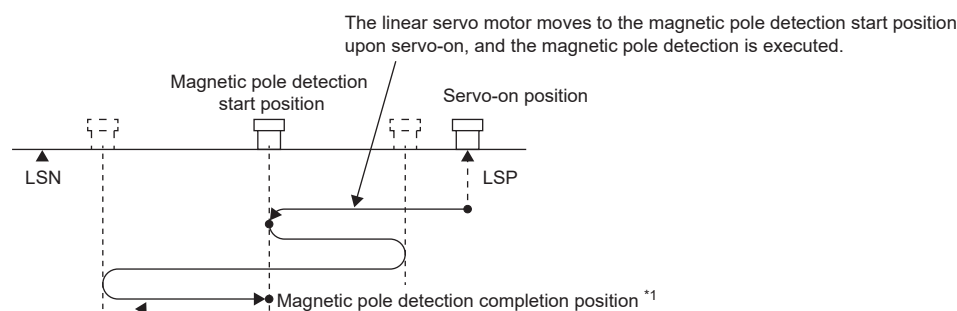 The linear servo motor moves to the magnetic pole detection start position
upon servo-on, and the magnetic pole detection is executed.
Magnetic pole detection
start position
Servo-on position
LSN
LSP
Magnetic pole detection completion position *1